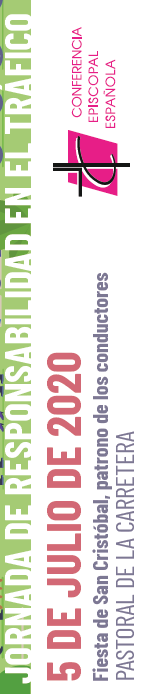 JORNADA DE RESPONSABILIDAD EN EL TRÁFICO
5 DE JULIO DE 2020
Fiesta de San Cristóbal, patrono de los conductores
PASTORAL DE LA CARRETERA
CONFERENCIA
EPISCOPAL
ESPAÑOLA